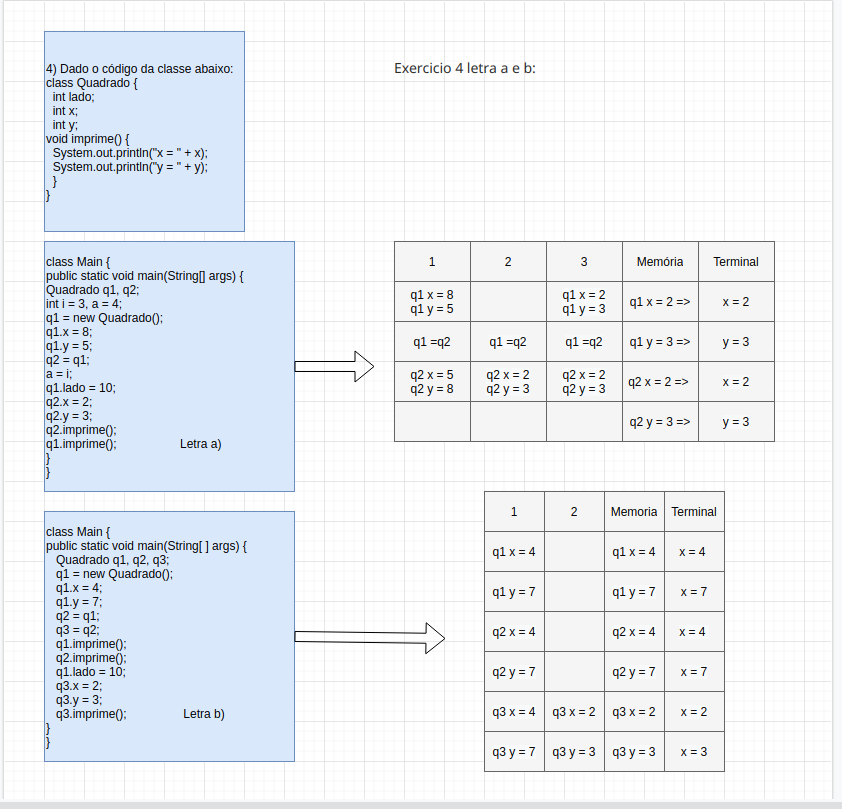 4) Dado o código da classe abaixo:
class Quadrado {
int lado;
int x;
int y;
void imprime() {
System.out.println("x = " + x);
System.out.println("y = " + y);
}
}
Exercicio 4 letra a e b:
class Main {
public static void main(String[] args) {
Quadrado q1, q2;
int i = 3, a = 4;
q1 = new Quadrado();
q1.x = 8;
q1.y = 5;
q2 = q1;
a = i;
q1.lado = 10;
q2.x = 2;
q2.y = 3;
q2.imprime();
q1.imprime(); Letra a)
}
}
1 2 3 Memória Terminal
q1 x = 8 q1 x = 2
q1 y = 5 q1 y = 3 q1 x = 2 => x = 2
q1 =q2 q1 =q2 q1 =q2 q1 y = 3 => y = 3
q2 x = 5 q2 x = 2 q2 x = 2
q2 y = 8 q2 y = 3 q2 y = 3 q2 x = 2 => x = 2
q2 y = 3 => y = 3
class Main {
public static void main(String[ ] args) {
Quadrado q1, q2, q3;
q1 = new Quadrado();
q1.x = 4;
q1.y = 7;
q2 = q1;
q3 = q2;
q1.imprime();
q2.imprime();
q1.lado = 10;
q3.x = 2;
q3.y = 3;
q3.imprime(); Letra b)
}
}
1 2 Memoria Terminal
q1 x = 4 q1 x = 4 x = 4
q1 y = 7 q1 y = 7 x = 7
q2 x = 4 q2 x = 4 x = 4
q2 y = 7 q2 y = 7 x = 7
q3 x = 4 q3 x = 2 q3 x = 2 x = 2
q3 y = 7 q3 y = 3 q3 y = 3 x = 3